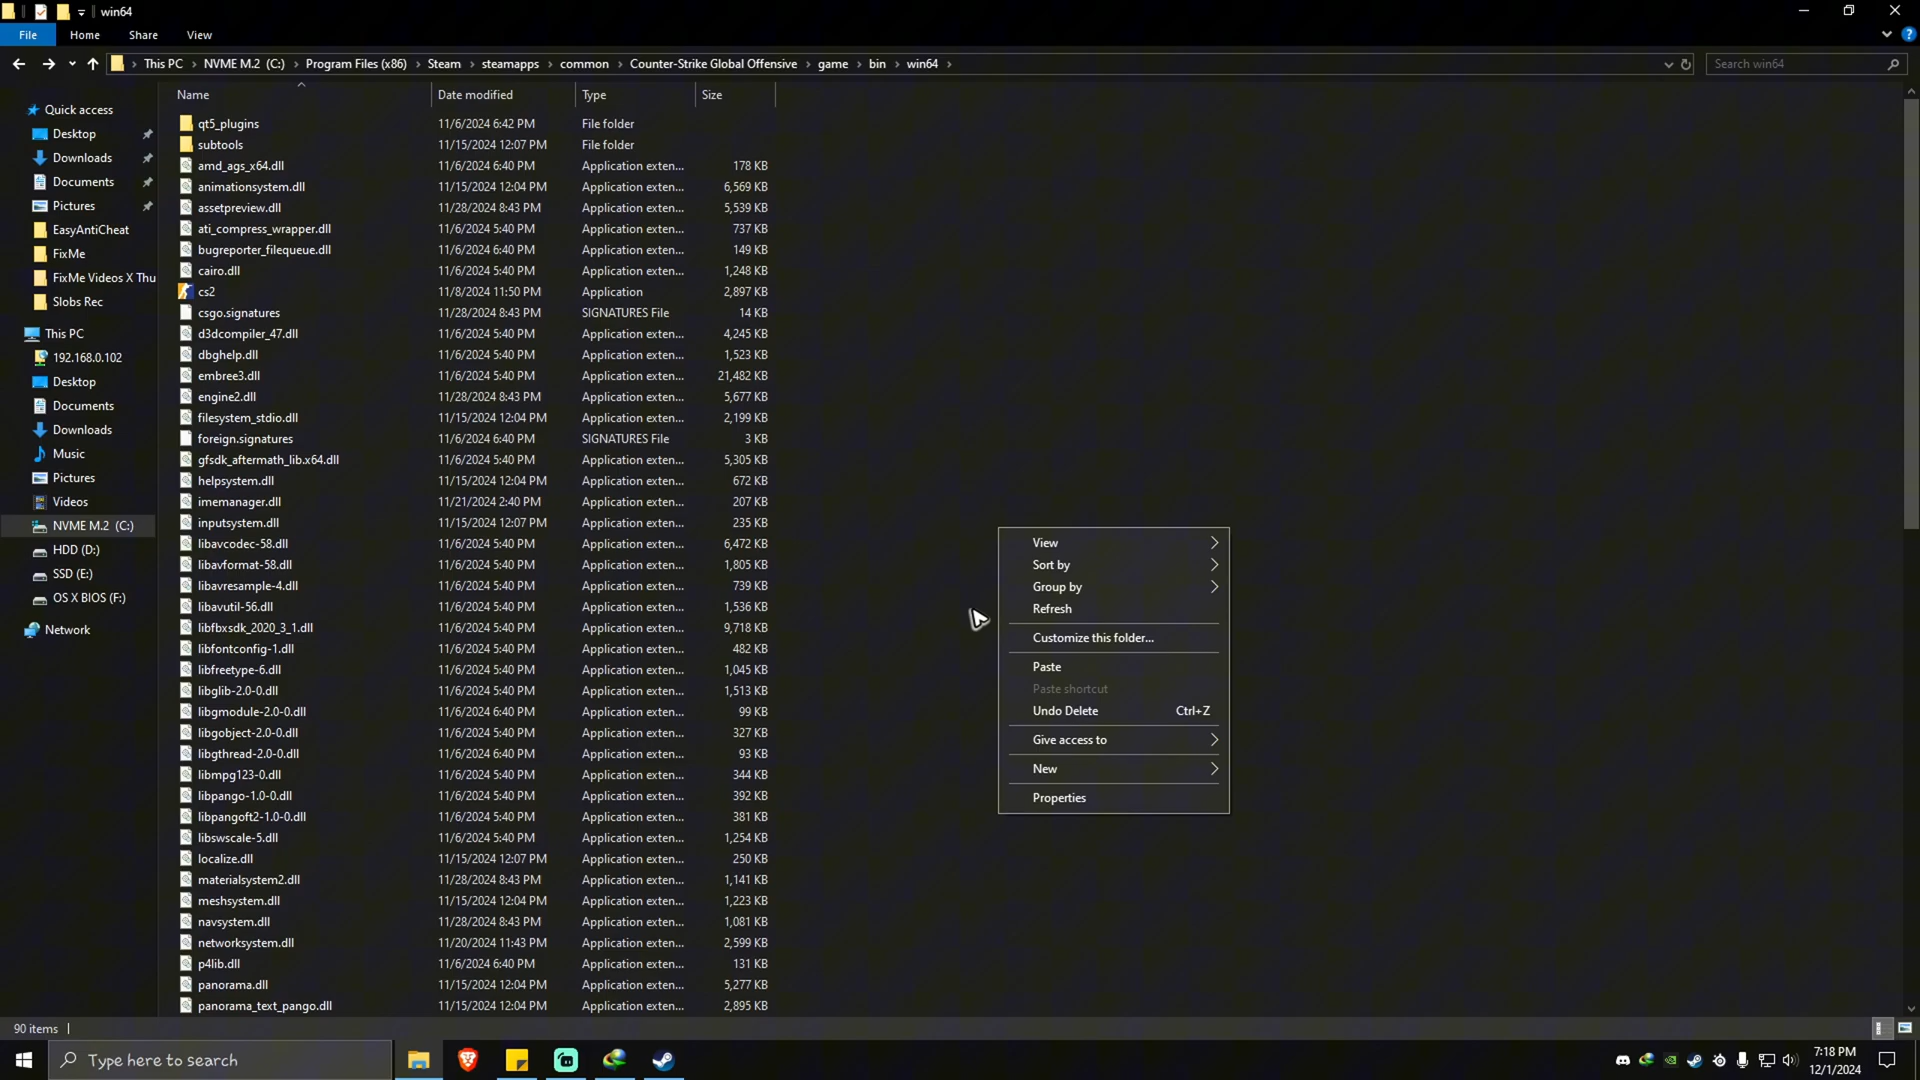 win64
File Home Share View
This PC NVME M.2 (C:) Program Files (x86) Steam steamapps common Counter-Strike Global Offensive game bin win64
Search win64
Name Date modified Type Size
Quick access
Desktop
Downloads
Documents
Pictures
EasyAntiCheat
FixMe
FixMe Videos X Thu
Slobs Rec
This PC
192.168.0.102
Desktop
Documents
Downloads
Music
Pictures
Videos
NVME M.2 (C:)
HDD (D:)
SSD (E:)
OS X BIOS (F:)
Network
qt5_plugins 11/6/2024 6:42 PM File folder
subtools 11/15/2024 12:07 PM File folder
amd_ags_x64.dll 11/6/2024 6:40 PM Application exten... 178 KB
animationsystem.dll 11/15/2024 12:04 PM Application exten... 6,569 KB
assetpreview.dll 11/28/2024 8:43 PM Application exten... 5,539 KB
ati_compress_wrapper.dll 11/6/2024 5:40 PM Application exten... 737 KB
bugreporter_filequeue.dll 11/6/2024 6:40 PM Application exten... 149 KB
cairo.dll 11/6/2024 5:40 PM Application exten... 1,248 KB
cs2 11/8/2024 11:50 PM Application 2,897 KB
csgo.signatures 11/28/2024 8:43 PM SIGNATURES File 14 KB
d3dcompiler_47.dll 11/6/2024 5:40 PM Application exten... 4,245 KB
dbghelp.dll 11/6/2024 5:40 PM Application exten... 1,523 KB
embree3.dll 11/6/2024 5:40 PM Application exten... 21,482 KB
engine2.dll 11/28/2024 8:43 PM Application exten... 5,677 KB
filesystem_stdio.dll 11/15/2024 12:04 PM Application exten... 2,199 KB
foreign.signatures 11/6/2024 6:40 PM SIGNATURES File 3 KB
gfsdk_aftermath_lib.x64.dll 11/6/2024 5:40 PM Application exten... 5,305 KB
helpsystem.dll 11/15/2024 12:04 PM Application exten... 672 KB
imemanager.dll 11/21/2024 2:40 PM Application exten... 207 KB
inputsystem.dll 11/15/2024 12:07 PM Application exten... 235 KB
libavcodec-58.dll 11/6/2024 5:40 PM Application exten... 6,472 KB
libavformat-58.dll 11/6/2024 5:40 PM Application exten... 1,805 KB
libavresample-4.dll 11/6/2024 5:40 PM Application exten... 739 KB
libavutil-56.dll 11/6/2024 5:40 PM Application exten... 1,536 KB
libfbxsdk_2020_3_1.dll 11/6/2024 5:40 PM Application exten... 9,718 KB
libfontconfig-1.dll 11/6/2024 5:40 PM Application exten... 482 KB
libfreetype-6.dll 11/6/2024 5:40 PM Application exten... 1,045 KB
libglib-2.0-0.dll 11/6/2024 5:40 PM Application exten... 1,513 KB
libgmodule-2.0-0.dll 11/6/2024 6:40 PM Application exten... 99 KB
libgobject-2.0-0.dll 11/6/2024 5:40 PM Application exten... 327 KB
libgthread-2.0-0.dll 11/6/2024 6:40 PM Application exten... 93 KB
libmpg123-0.dll 11/6/2024 5:40 PM Application exten... 344 KB
libpango-1.0-0.dll 11/6/2024 5:40 PM Application exten... 392 KB
libpangoft2-1.0-0.dll 11/6/2024 5:40 PM Application exten... 381 KB
libswscale-5.dll 11/6/2024 5:40 PM Application exten... 1,254 KB
localize.dll 11/15/2024 12:07 PM Application exten... 250 KB
materialsystem2.dll 11/28/2024 8:43 PM Application exten... 1,141 KB
meshsystem.dll 11/15/2024 12:04 PM Application exten... 1,223 KB
navsystem.dll 11/28/2024 8:43 PM Application exten... 1,081 KB
networksystem.dll 11/20/2024 11:43 PM Application exten... 2,599 KB
p4lib.dll 11/6/2024 6:40 PM Application exten... 131 KB
panorama.dll 11/15/2024 12:04 PM Application exten... 5,277 KB
panorama_text_pango.dll 11/15/2024 12:04 PM Application exten... 2,895 KB
View
Sort by
Group by
Refresh
Customize this folder...
Paste
Paste shortcut
Undo Delete Ctrl+Z
Give access to
New
Properties
90 items
Type here to search
7:18 PM
12/1/2024